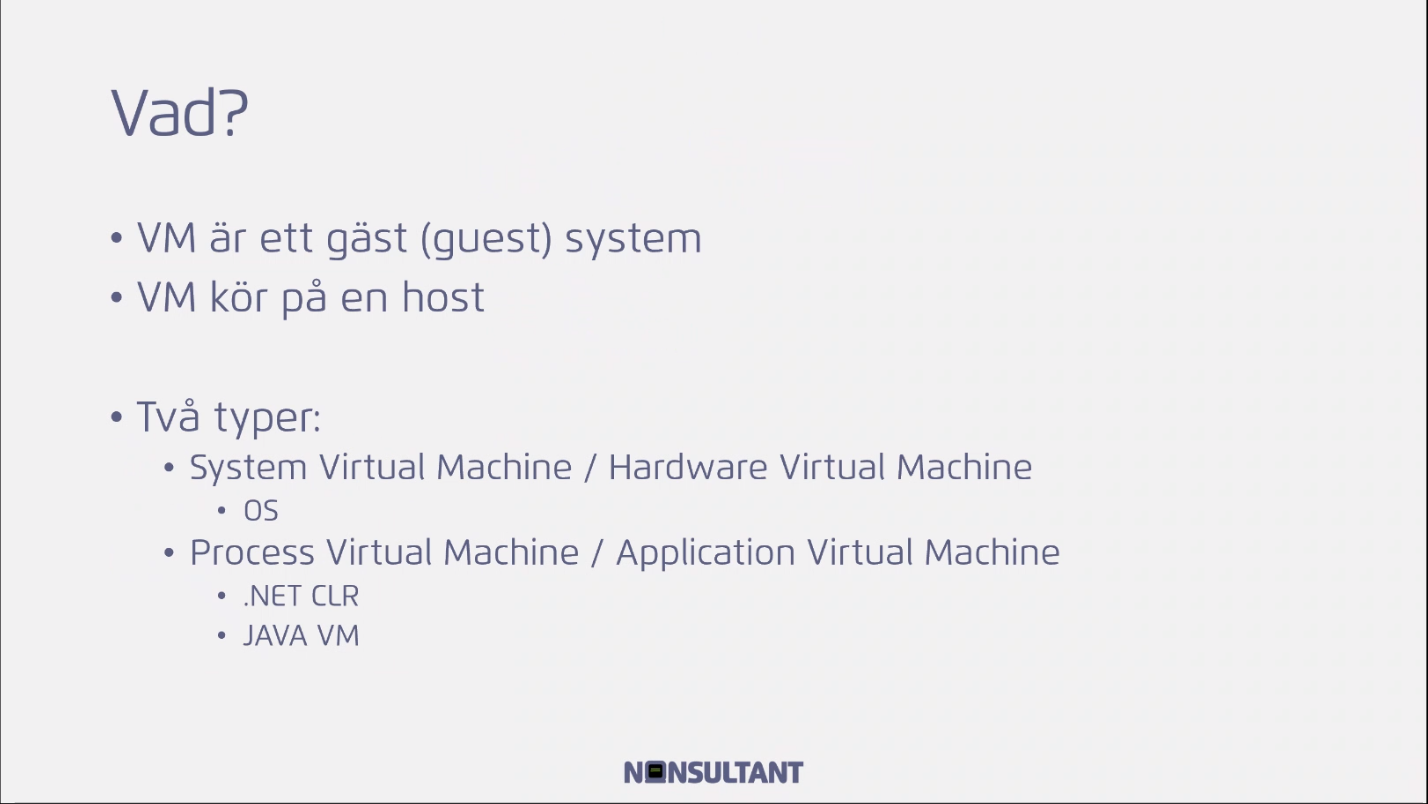 Vad?
• VM är ett gäst (guest) system
• VM kör på en host
• Två typer:
• System Virtual Machine / Hardware Virtual Machine
• OS
• Process Virtual Machine / Application Virtual Machine
• .NET CLR
• JAVA VM
NONSULTANT